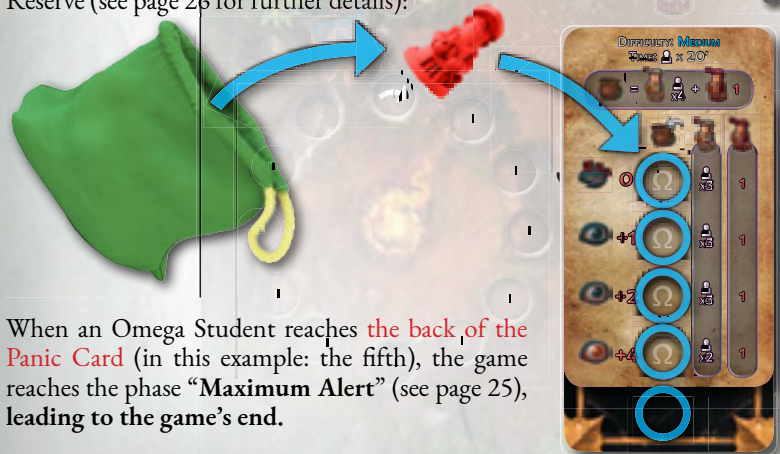 Reserve (see page 26 for further details):
DIFFICULTY: MEDIUM
TIME: x 20'
= x4 + 1
0 Ω x3 1
+1 Ω x3 1
+2 Ω x3 1
+4 Ω x2 1
When an Omega Student reaches the back of the
Panic Card (in this example: the fifth), the game
reaches the phase “Maximum Alert” (see page 25),
leading to the game’s end.